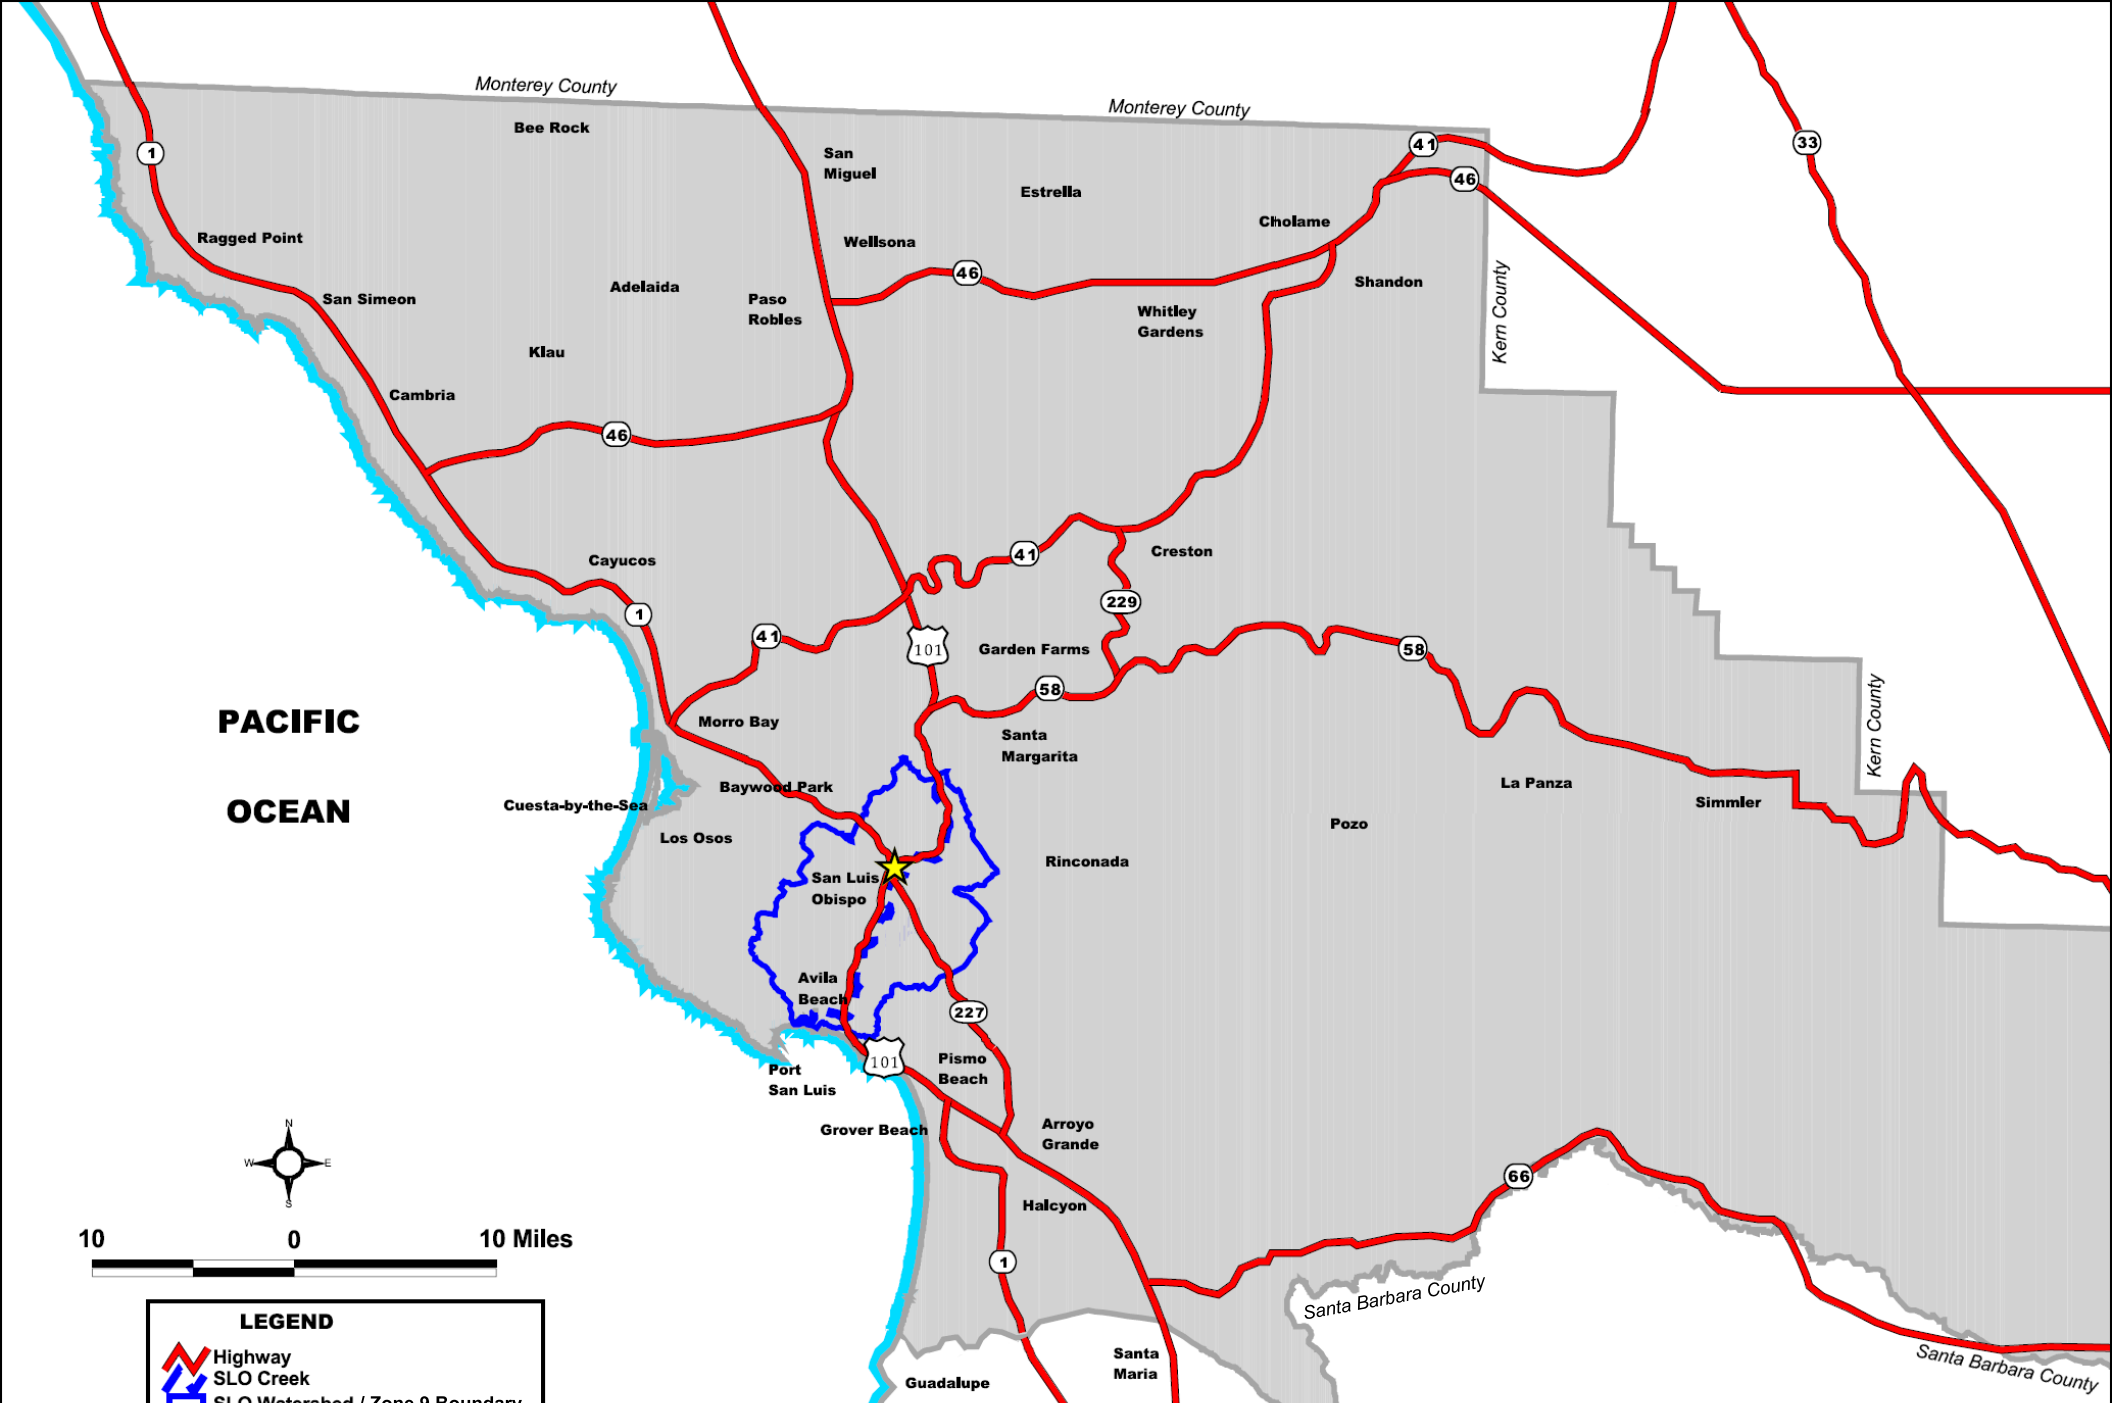 Monterey County
Monterey County
Bee Rock
41
33
1
San
Miguel
46
Estrella
Cholame
Ragged Point
Wellsona
46
Shandon
Adelaida
San Simeon
Paso
Robles
Whitley
Gardens
Kern County
Klau
Cambria
46
Cayucos
41
Creston
229
1
41
101
Garden Farms
58
58
PACIFIC
OCEAN
Morro Bay
Santa
Margarita
Kern County
La Panza
Simmler
Baywood Park
Cuesta-by-the-Sea
Los Osos
Pozo
Rinconada
San Luis
Obispo
Avila
Beach
227
101
Pismo
Beach
Port
San Luis
Grover Beach
Arroyo
Grande
66
Halcyon
1
N
W
E
S
10 0 10 Miles
Santa Barbara County
Santa Barbara County
Santa
Maria
Guadalupe
LEGEND
Highway
SLO Creek
SLO Watershed / Zone 9 Boundary